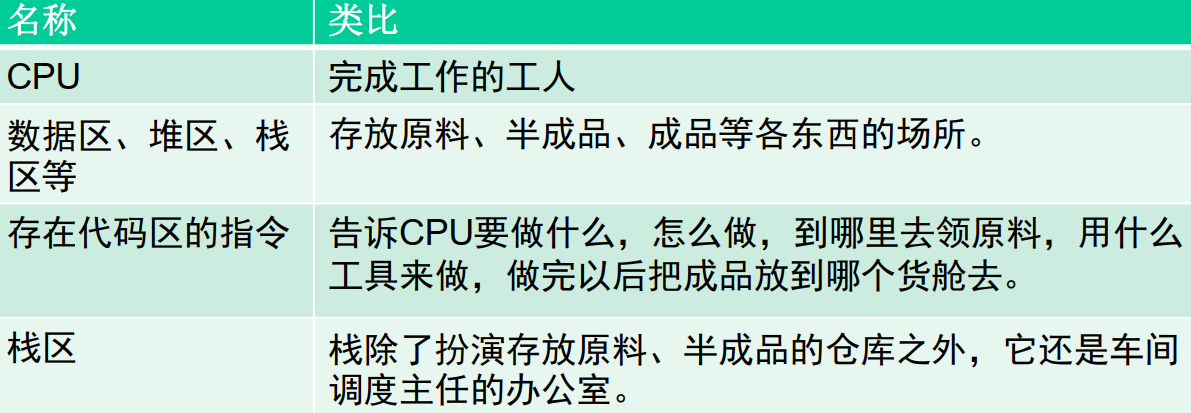 名称 类比
CPU 完成工作的工人
数据区、堆区、栈
区等
存放原料、半成品、成品等各东西的场所。
存在代码区的指令
告诉CPU要做什么，怎么做，到哪里去领原料，用什么
工具来做，做完以后把成品放到哪个货舱去。
栈区
栈除了扮演存放原料、半成品的仓库之外，它还是车间
调度主任的办公室。